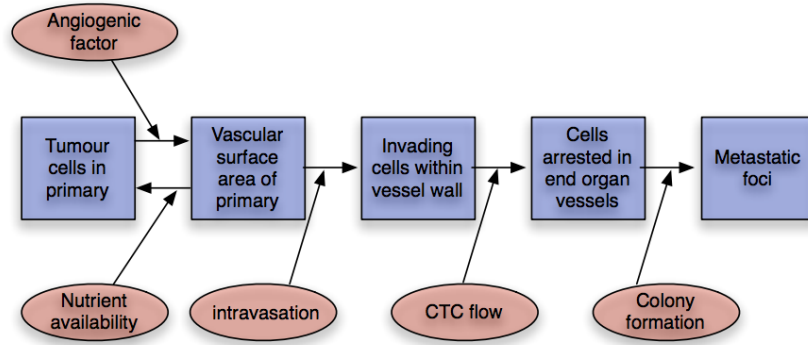 Angiogenic
factor
Tumour
cells in
primary
Vascular
surface
area of
primary
Invading
cells within
vessel wall
Cells
arrested in
end organ
vessels
Metastatic
foci
Nutrient
availability
intravasation
CTC flow
Colony
formation